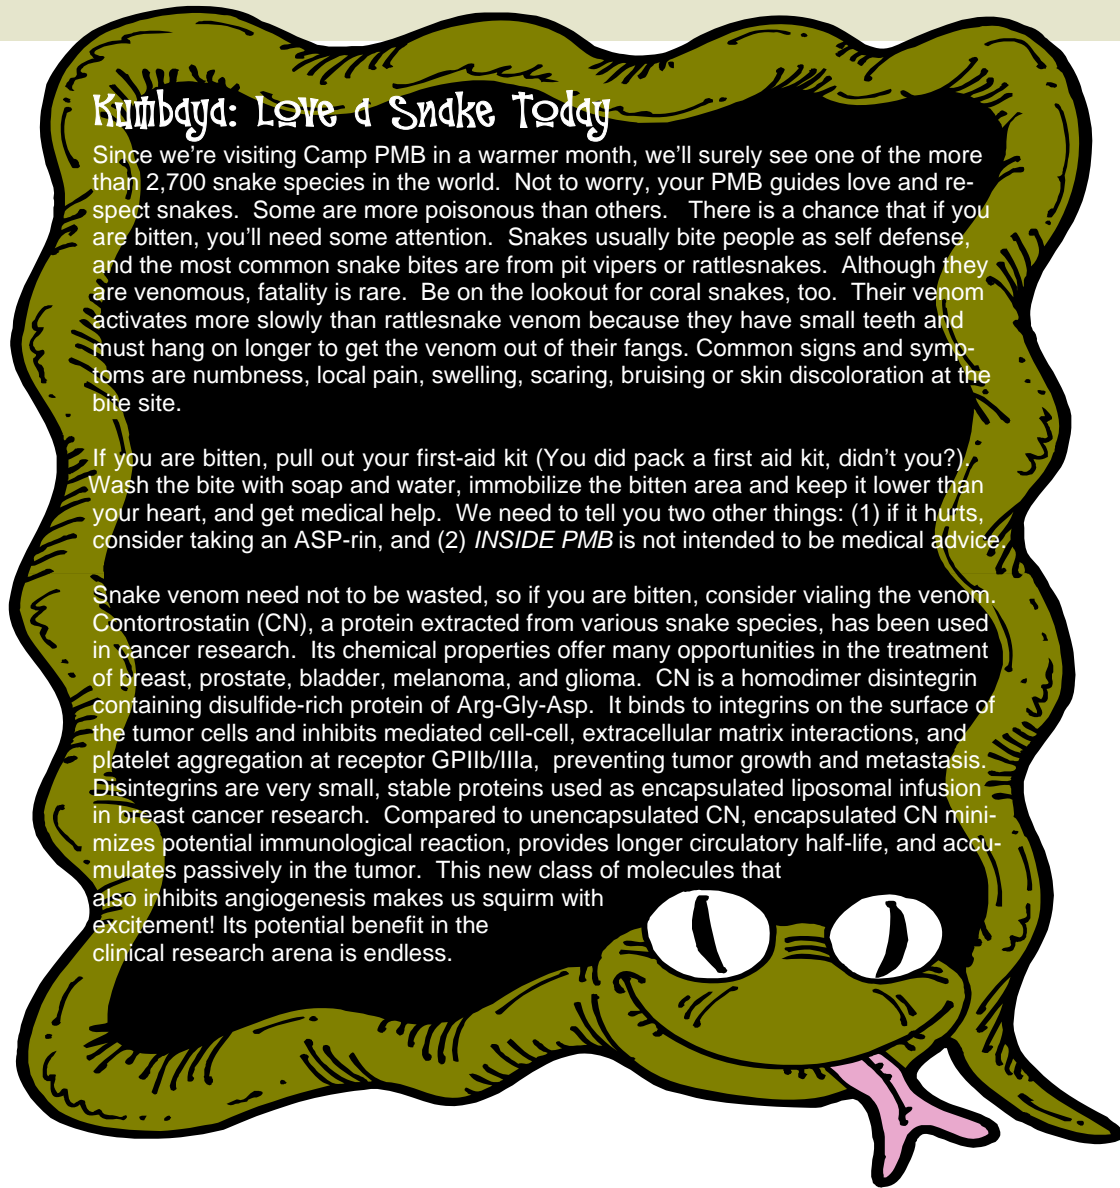 Kumbaya: Love a Snake Today
Since we're visiting Camp PMB in a warmer month, we'll surely see one of the more
than 2,700 snake species in the world.  Not to worry, your PMB guides love and re-
spect snakes.  Some are more poisonous than others.   There is a chance that if you
are bitten, you'll need some attention.  Snakes usually bite people as self defense,
and the most common snake bites are from pit vipers or rattlesnakes.  Although they
are venomous, fatality is rare.  Be on the lookout for coral snakes, too.  Their venom
activates more slowly than rattlesnake venom because they have small teeth and
must hang on longer to get the venom out of their fangs. Common signs and symp-
toms are numbness, local pain, swelling, scaring, bruising or skin discoloration at the
bite site.
If you are bitten, pull out your first-aid kit (You did pack a first aid kit, didn't you?).
Wash the bite with soap and water, immobilize the bitten area and keep it lower than
your heart, and get medical help.  We need to tell you two other things: (1) if it hurts,
consider taking an ASP-rin, and (2) INSIDE PMB is not intended to be medical advice.
Snake venom need not to be wasted, so if you are bitten, consider vialing the venom.
Contortrostatin (CN), a protein extracted from various snake species, has been used
in cancer research.  Its chemical properties offer many opportunities in the treatment
of breast, prostate, bladder, melanoma, and glioma.  CN is a homodimer disintegrin
containing disulfide-rich protein of Arg-Gly-Asp.  It binds to integrins on the surface of
the tumor cells and inhibits mediated cell-cell, extracellular matrix interactions, and
platelet aggregation at receptor GPIIb/IIIa,  preventing tumor growth and metastasis.
Disintegrins are very small, stable proteins used as encapsulated liposomal infusion
in breast cancer research.  Compared to unencapsulated CN, encapsulated CN mini-
mizes potential immunological reaction, provides longer circulatory half-life, and accu-
mulates passively in the tumor.  This new class of molecules that
also inhibits angiogenesis makes us squirm with
excitement! Its potential benefit in the
clinical research arena is endless.